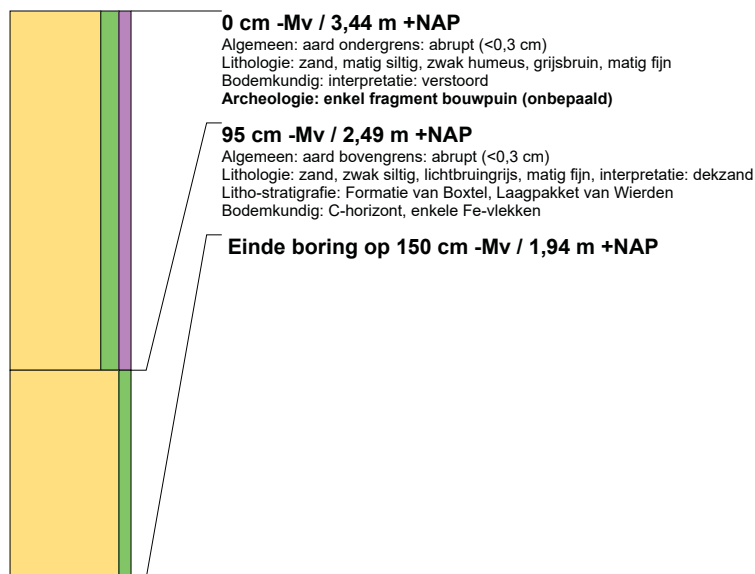 0 cm -Mv / 3,44 m +NAP
Algemeen: aard ondergrens: abrupt (<0,3 cm)
Lithologie: zand, matig siltig, zwak humeus, grijsbruin, matig fijn
Bodemkundig: interpretatie: verstoord
Archeologie: enkel fragment bouwpuin (onbepaald)
95 cm -Mv / 2,49 m +NAP
Algemeen: aard bovengrens: abrupt (<0,3 cm)
Lithologie: zand, zwak siltig, lichtbruingrijs, matig fijn, interpretatie: dekzand
Litho-stratigrafie: Formatie van Boxtel, Laagpakket van Wierden
Bodemkundig: C-horizont, enkele Fe-vlekken
Einde boring op 150 cm -Mv / 1,94 m +NAP